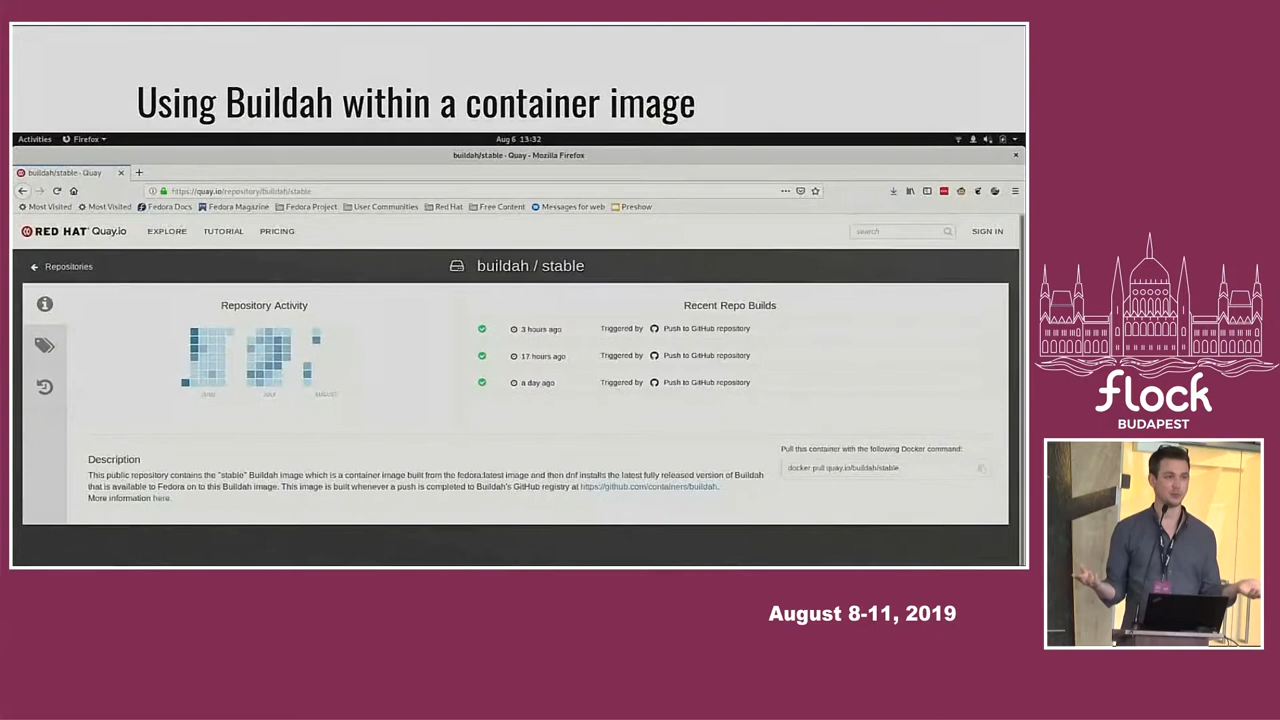 Using Buildah within a container image
Activities Firefox Aug 6 13:32
buildah/stable - Quay - Mozilla Firefox
buildah/stable · Quay
https://quay.io/repository/buildah/stable
Most Visited Most Visited Fedora Docs Fedora Magazine Fedora Project User Communities Red Hat Free Content Messages for web Preshow
RED HAT Quay.io EXPLORE TUTORIAL PRICING search SIGN IN
Repositories buildah / stable
Repository Activity Recent Repo Builds
3 hours ago Triggered by Push to GitHub repository
17 hours ago Triggered by Push to GitHub repository
a day ago Triggered by Push to GitHub repository
JULY AUGUST
Description
This public repository contains the "stable" Buildah image which is a container image built from the fedora:latest image and then dnf installs the latest fully released version of Buildah
that is available to Fedora on to this Buildah image. This image is built whenever a push is completed to Buildah's GitHub registry at https://github.com/containers/buildah.
More information here.
Pull this container with the following Docker command:
docker pull quay.io/buildah/stable
flock
BUDAPEST
August 8-11, 2019